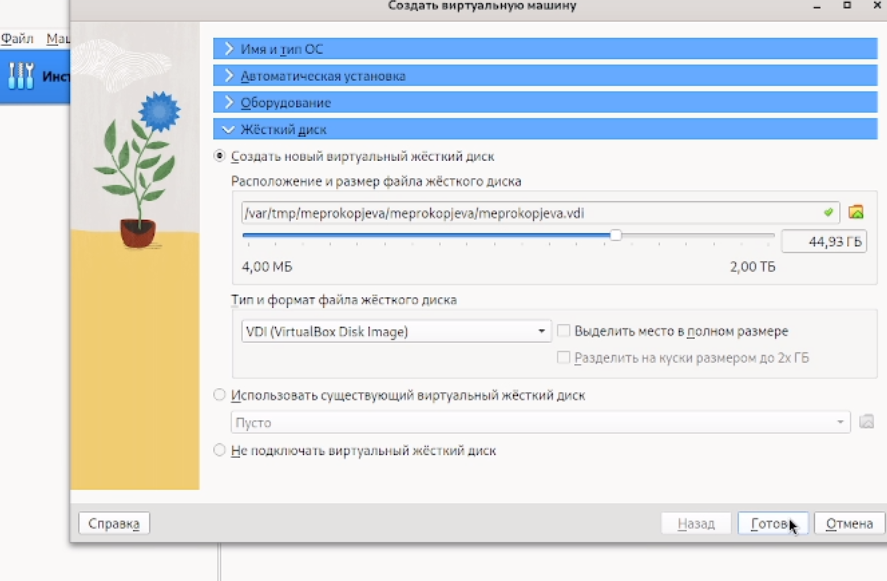 Создать виртуальную машину
Файл
Имя и тип ОС
Автоматическая установка
Оборудование
Жёсткий диск
Создать новый виртуальный жёсткий диск
Расположение и размер файла жёсткого диска
/var/tmp/meprokopjeva/meprokopjeva/meprokopjeva.vdi
44,93 ГБ
4,00 МБ 2,00 ТБ
Тип и формат файла жёсткого диска
VDI (VirtualBox Disk Image) Выделить место в полном размере
Разделить на куски размером до 2х ГБ
Использовать существующий виртуальный жёсткий диск
Пусто
Не подключать виртуальный жёсткий диск
Справка Назад Готово Отмена